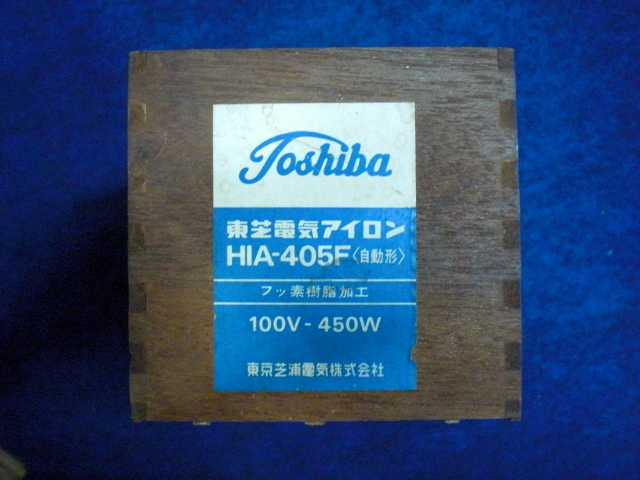 Toshiba
東芝電気アイロン
HIA-405F〈自動形〉
フッ素樹脂加工
100V-450W
東京芝浦電気株式会社